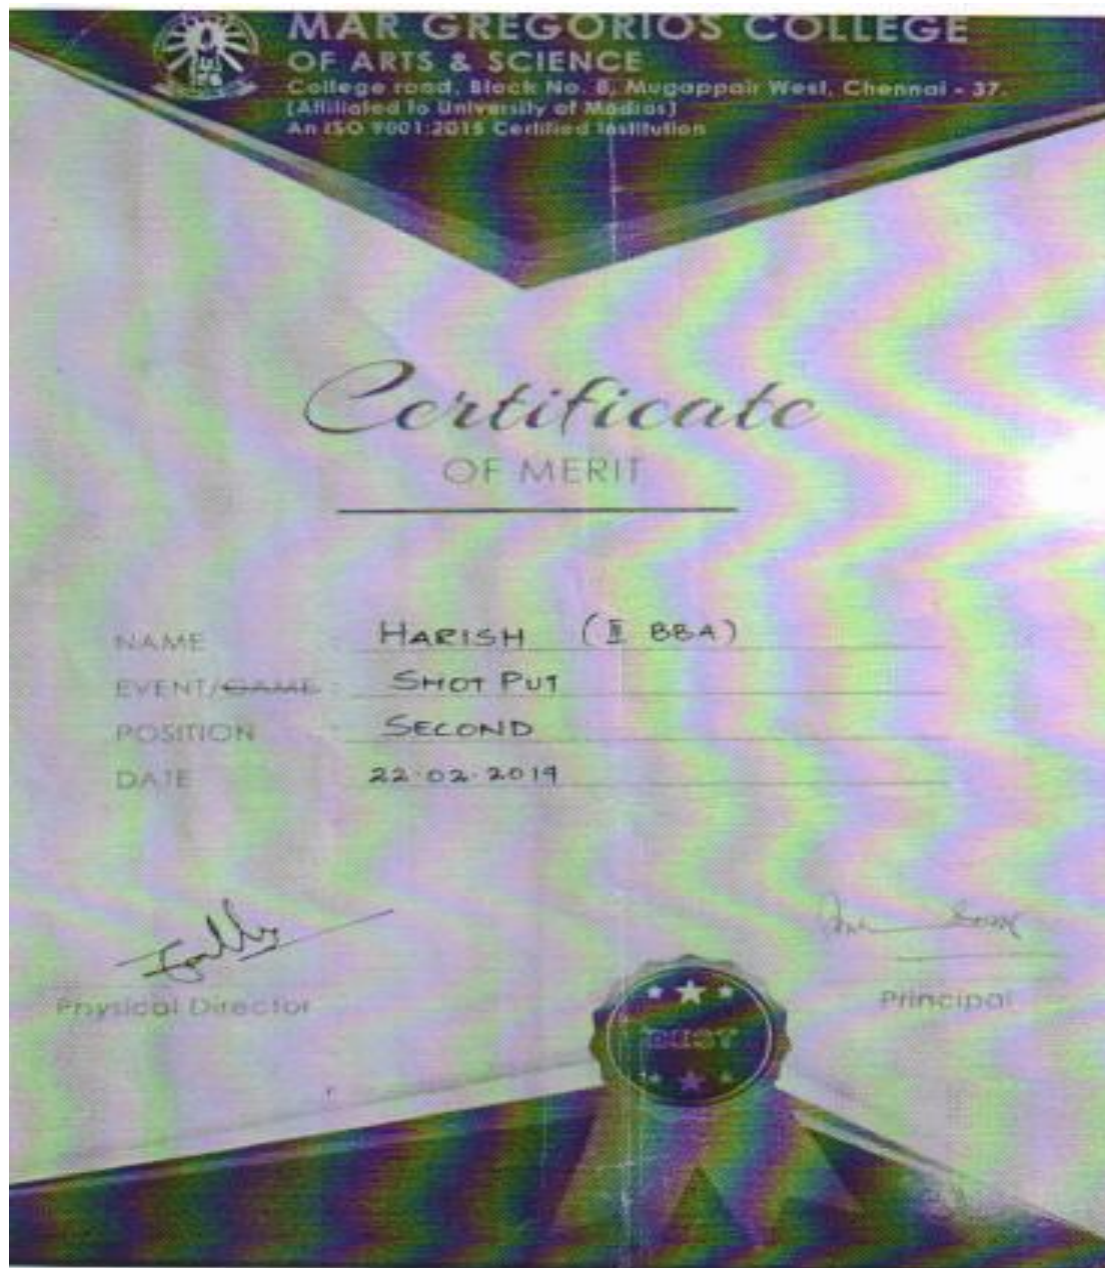 MAR GREGORIOS COLLEGE
OF ARTS & SCIENCE
College road, Block No. 8, Mugappair West, Chennai - 37.
(Affiliated to University of Madras)
An ISO 9001:2015 Certified Institution
Certificate
OF MERIT
NAME HARISH (II BBA)
EVENT/GAME : SHOT PUT
POSITION : SECOND
DATE : 22.02.2019
Physical Director
Principal
BEST